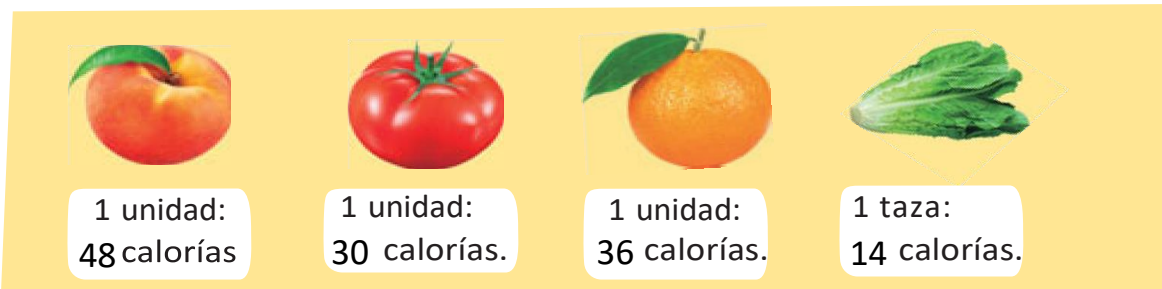 1 unidad:
48 calorías
1 unidad:
30 calorías.
1 unidad:
36 calorías.
1 taza:
14 calorías.